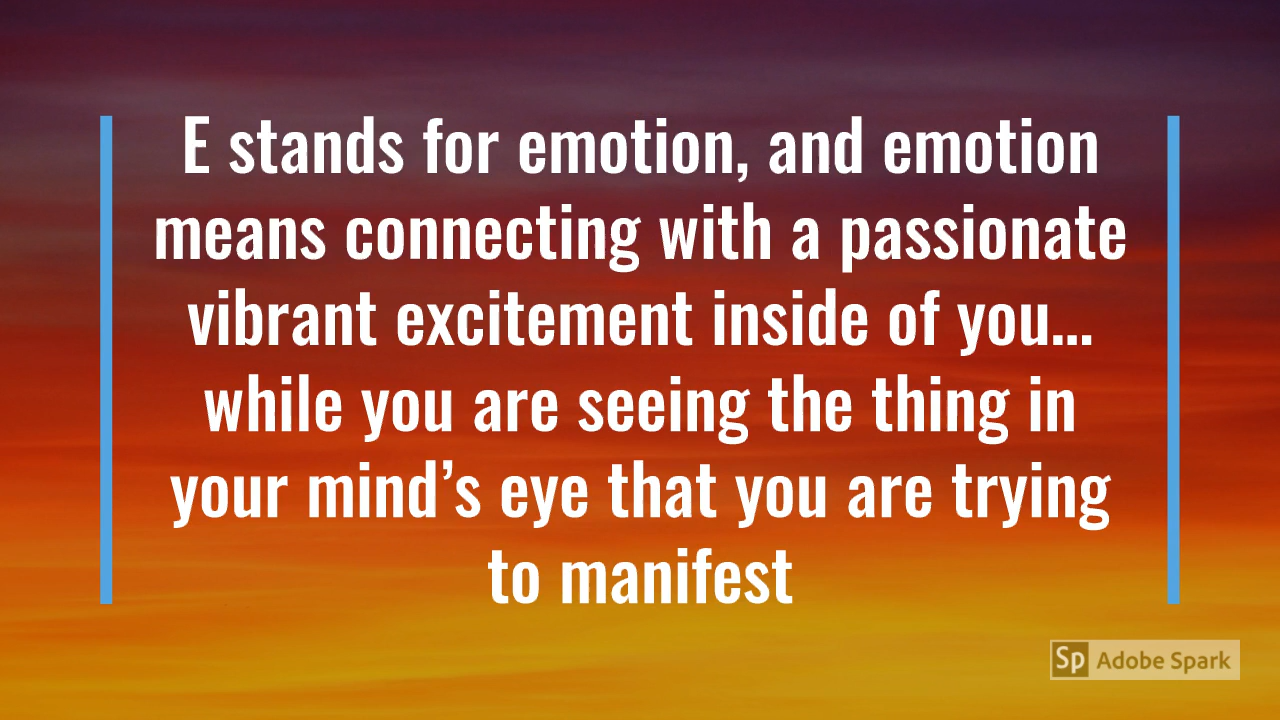 E stands for emotion, and emotion
means connecting with a passionate
vibrant excitement inside of you...
while you are seeing the thing in
your mind’s eye that you are trying
to manifest
Sp Adobe Spark